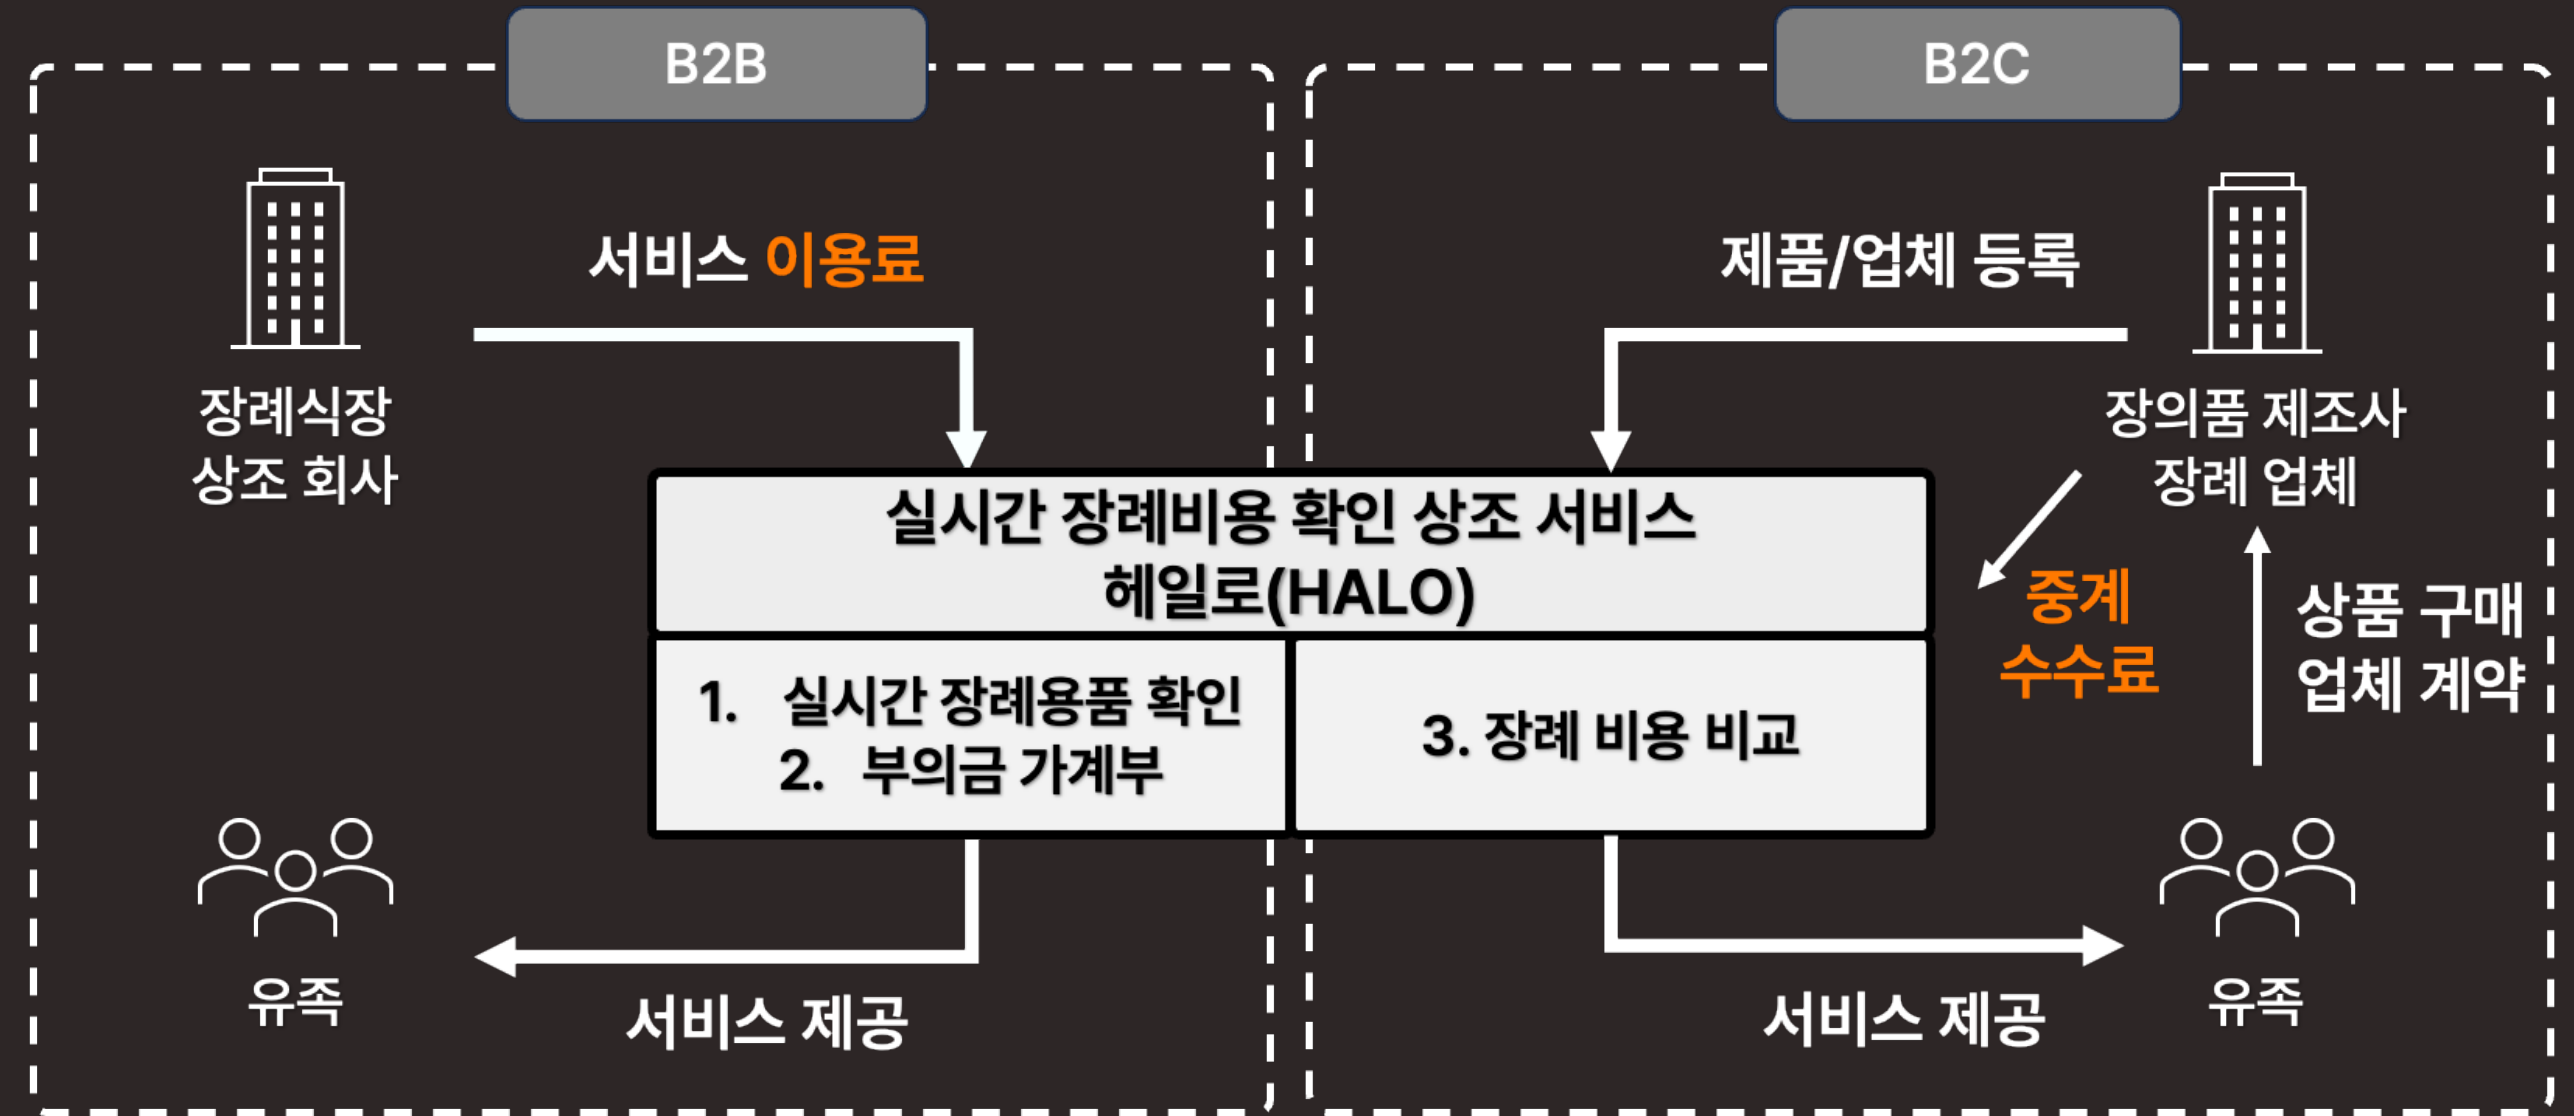 B2B
B2C
서비스 이용료
제품/업체 등록
장례식장
상조 회사
장의품 제조사
장례 업체
실시간 장례비용 확인 상조 서비스
헤일로(HALO)
중계
수수료
상품 구매
업체 계약
1. 실시간 장례용품 확인
2. 부의금 가계부
3. 장례 비용 비교
유족
서비스 제공
서비스 제공
유족